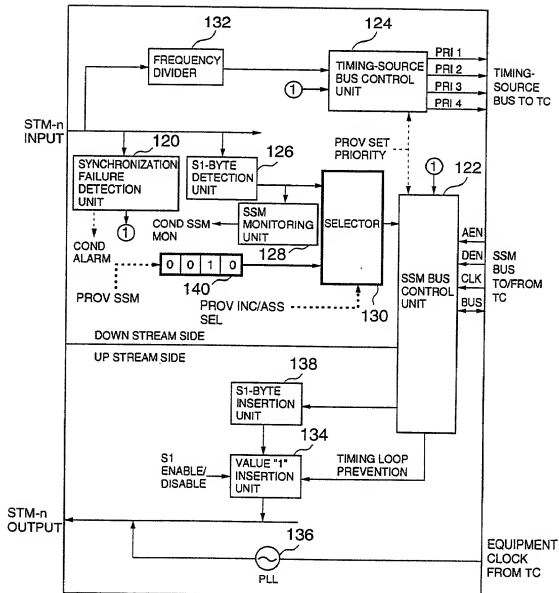 132
FREQUENCY
DIVIDER
124
TIMING-SOURCE
BUS CONTROL
UNIT
PRI 1
PRI 2
PRI 3
PRI 4
TIMING-
SOURCE
BUS TO TC
1
STM-n
INPUT
120
SYNCHRONIZATION
FAILURE
DETECTION
UNIT
126
S1-BYTE
DETECTION
UNIT
PROV SET
PRIORITY
1
122
COND
ALARM
1
COND SSM
MON
SSM
MONITORING
UNIT
128
SELECTOR
130
AEN
DEN
CLK
BUS
SSM
BUS
TO/FROM
TC
SSM BUS
CONTROL
UNIT
0 0 1 0
140
PROV SSM
PROV INC/ASS
SEL
DOWN STREAM SIDE
UP STREAM SIDE
138
S1-BYTE
INSERTION
UNIT
134
S1
ENABLE/
DISABLE
VALUE "1"
INSERTION
UNIT
TIMING LOOP
PREVENTION
STM-n
OUTPUT
136
PLL
EQUIPMENT
CLOCK
FROM TC